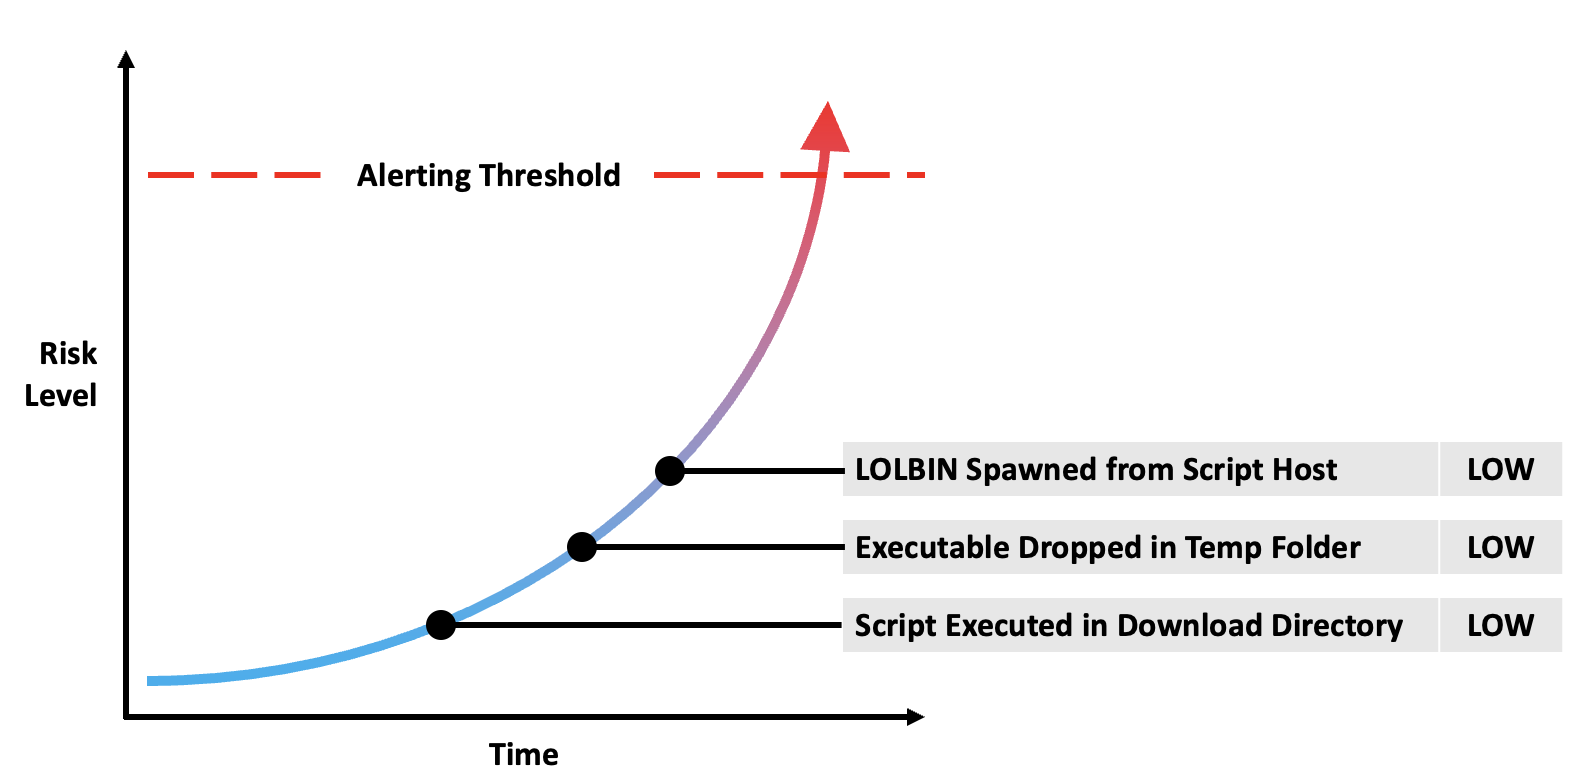 Alerting Threshold
Risk
Level
LOLBIN Spawned from Script Host LOW
Executable Dropped in Temp Folder LOW
Script Executed in Download Directory LOW
Time